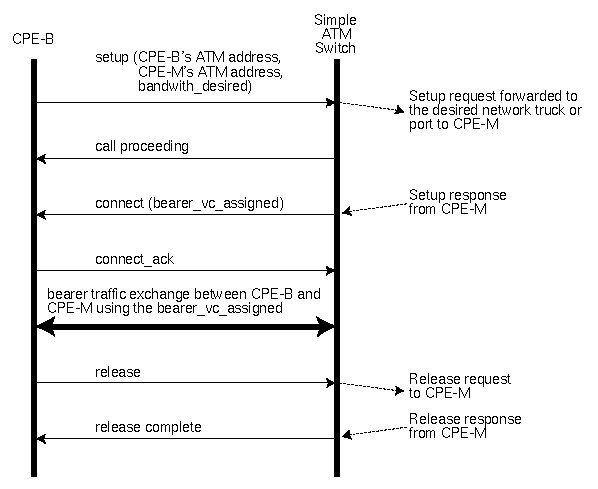 Simple
ATM
Switch
CPE-B
setup (CPE-B's ATM address,
CPE-M's ATM address,
bandwith_desired)
Setup request forwarded to
the desired network truck or
port to CPE-M
call proceeding
connect (bearer_vc_assigned)
Setup response
from CPE-M
connect_ack
bearer traffic exchange between CPE-B and
CPE-M using the bearer_vc_assigned
release
Release request
to CPE-M
release complete
Release response
from CPE-M